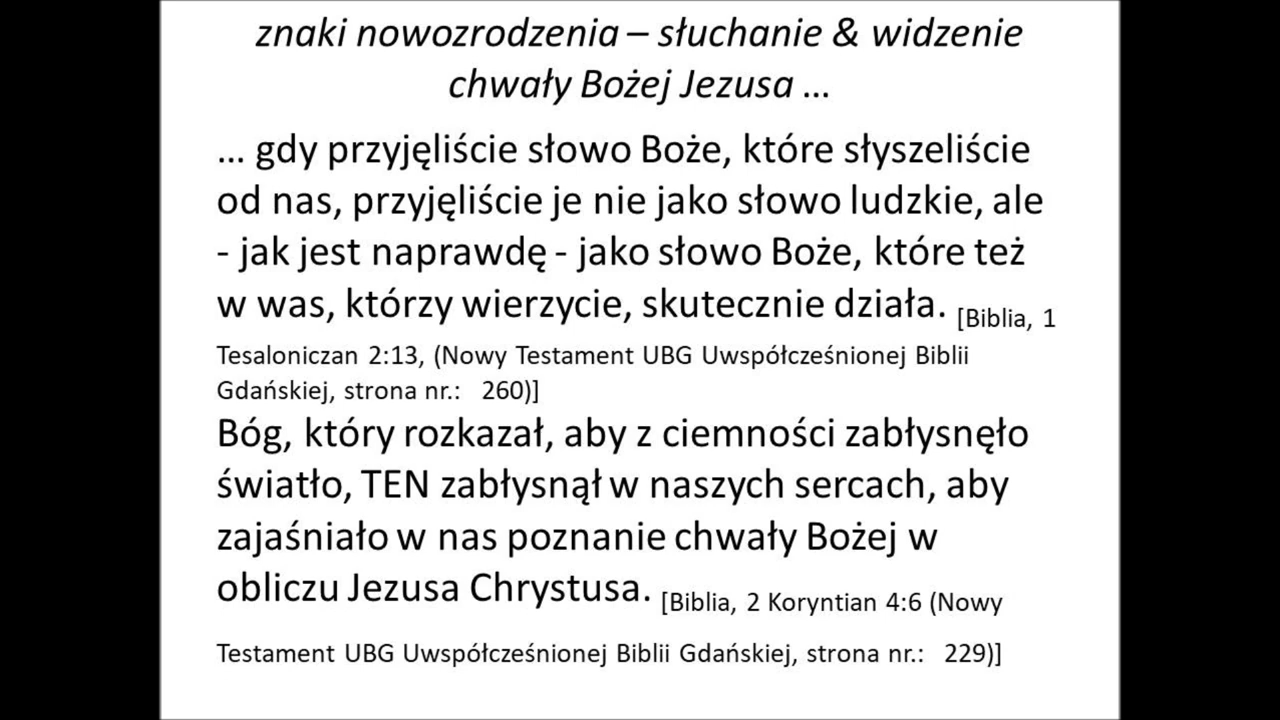 znaki nowozrodzenia – słuchanie & widzenie
chwały Bożej Jezusa …
… gdy przyjęliście słowo Boże, które słyszeliście
od nas, przyjęliście je nie jako słowo ludzkie, ale
- jak jest naprawdę - jako słowo Boże, które też
w was, którzy wierzycie, skutecznie działa. [Biblia, 1
Tesaloniczan 2:13, (Nowy Testament UBG Uwspółcześnionej Biblii
Gdańskiej, strona nr.: 260)]
Bóg, który rozkazał, aby z ciemności zabłysnęło
światło, TEN zabłysnął w naszych sercach, aby
zajaśniało w nas poznanie chwały Bożej w
obliczu Jezusa Chrystusa. [Biblia, 2 Koryntian 4:6 (Nowy
Testament UBG Uwspółcześnionej Biblii Gdańskiej, strona nr.: 229)]